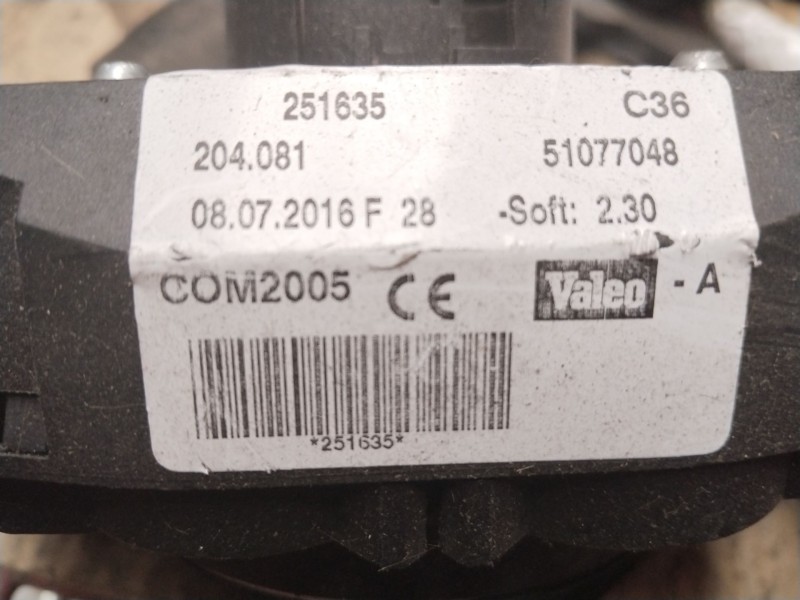 251635 C36
204.081 51077048
08.07.2016 F 28 -Soft: 2.30
COM2005 CE Valeo - A
*251635*